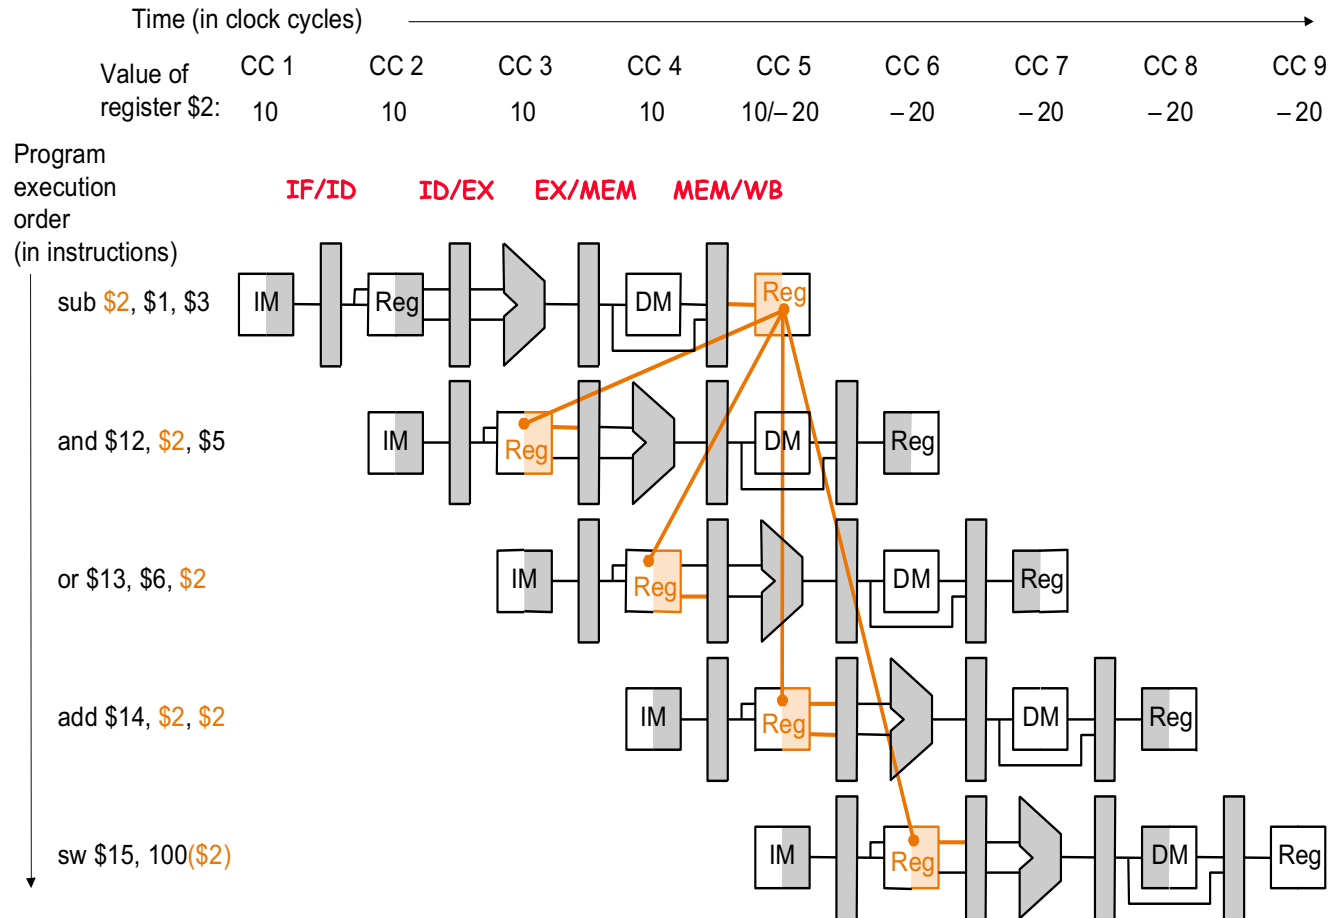 Time (in clock cycles)
Value of register $2:
CC 1 CC 2 CC 3 CC 4 CC 5 CC 6 CC 7 CC 8 CC 9
10 10 10 10 10/– 20 – 20 – 20 – 20 – 20
Program
execution
order
(in instructions)
IF/ID ID/EX EX/MEM MEM/WB
sub $2, $1, $3
IM Reg DM Reg
and $12, $2, $5
IM Reg DM Reg
or $13, $6, $2
IM Reg DM Reg
add $14, $2, $2
IM Reg DM Reg
sw $15, 100($2)
IM Reg DM Reg